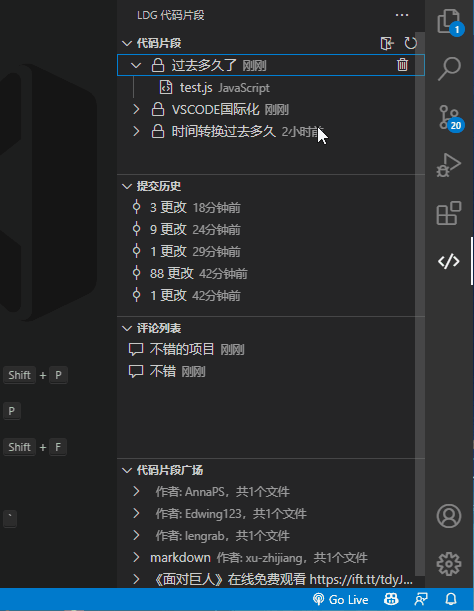 LDG 代码片段
代码片段
过去多久了 刚刚
test.js JavaScript
VSCODE国际化 刚刚
时间转换过去多久 2小时前
提交历史
3 更改 18分钟前
9 更改 24分钟前
1 更改 29分钟前
88 更改 42分钟前
1 更改 42分钟前
评论列表
不错的项目 刚刚
不错 刚刚
代码片段广场
作者: AnnaPS，共1个文件
作者: Edwing123，共1个文件
作者: lengrab，共1个文件
markdown 作者: xu-zhijiang，共1个文件
《面对巨人》在线免费观看 https://ift.tt/tdyJ...
Shift + P
P
Shift + F
`
1
20
Go Live